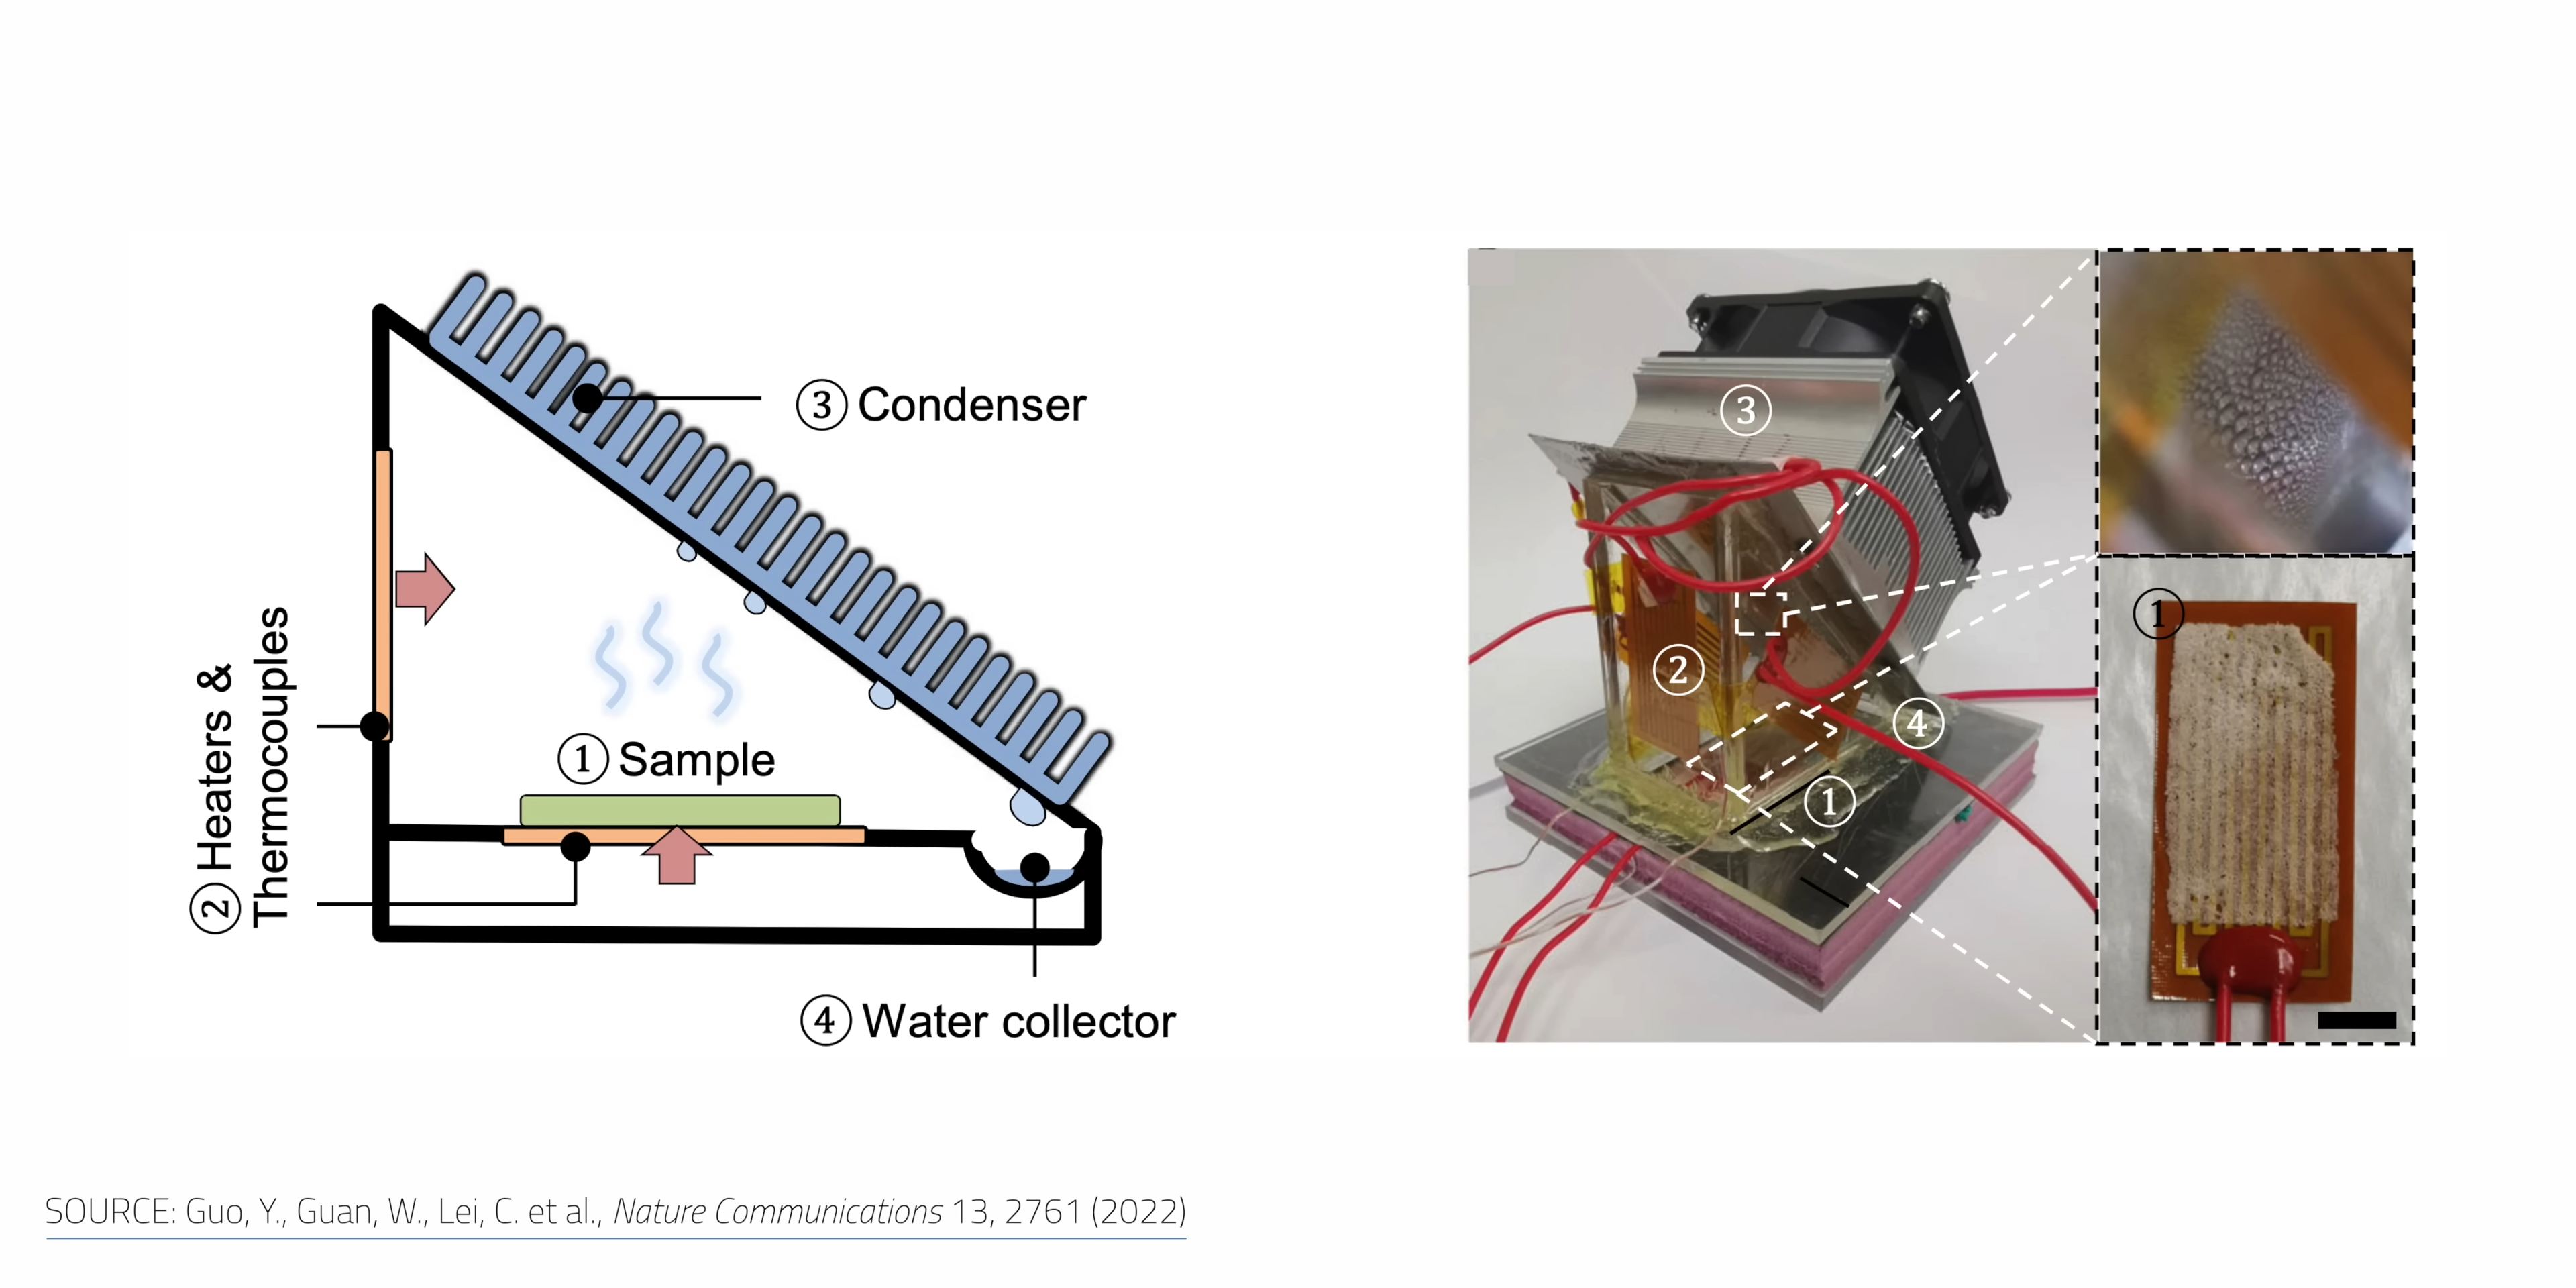 ③ Condenser
② Heaters &
Thermocouples
① Sample
④ Water collector
③
②
④
①
①
SOURCE: Guo, Y., Guan, W., Lei, C. et al., Nature Communications 13, 2761 (2022)